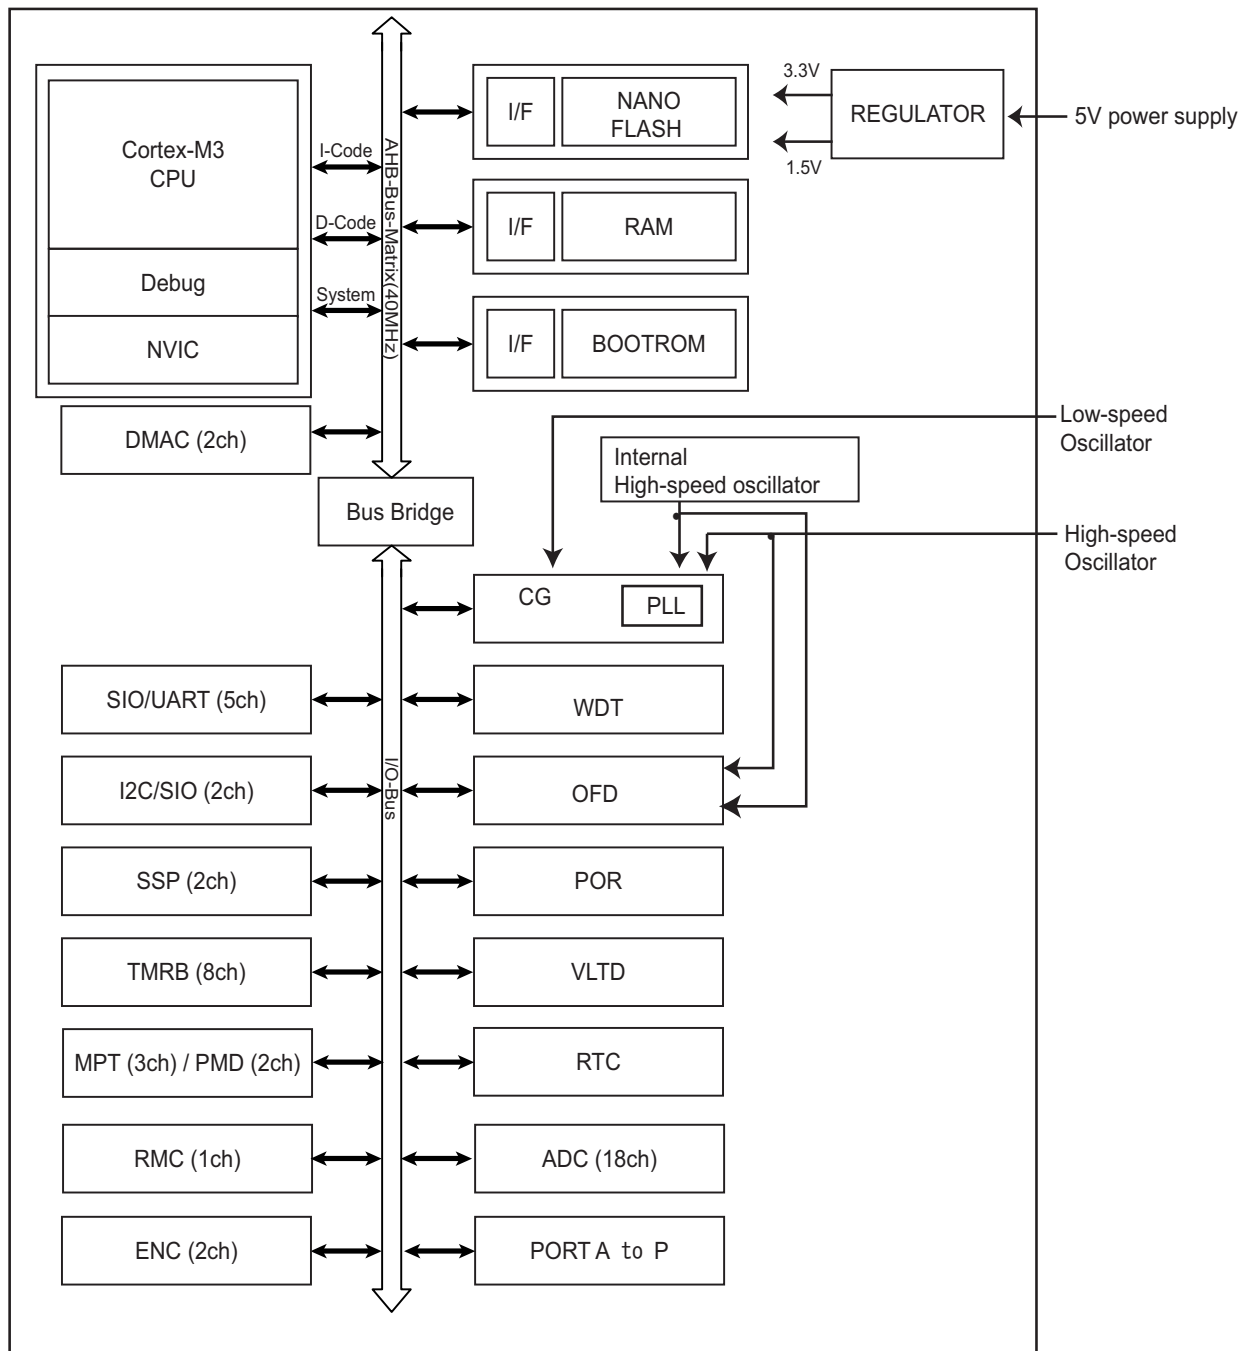 Cortex-M3
CPU
Debug
NVIC
DMAC (2ch)
I-Code
D-Code
System
AHB-Bus-Matrix(40MHz)
I/F
NANO
FLASH
I/F
RAM
I/F
BOOTROM
3.3V
1.5V
REGULATOR
5V power supply
Low-speed
Oscillator
Internal
High-speed oscillator
High-speed
Oscillator
Bus Bridge
CG
PLL
I/O-Bus
SIO/UART (5ch)
WDT
I2C/SIO (2ch)
OFD
SSP (2ch)
POR
TMRB (8ch)
VLTD
MPT (3ch) / PMD (2ch)
RTC
RMC (1ch)
ADC (18ch)
ENC (2ch)
PORT A to P